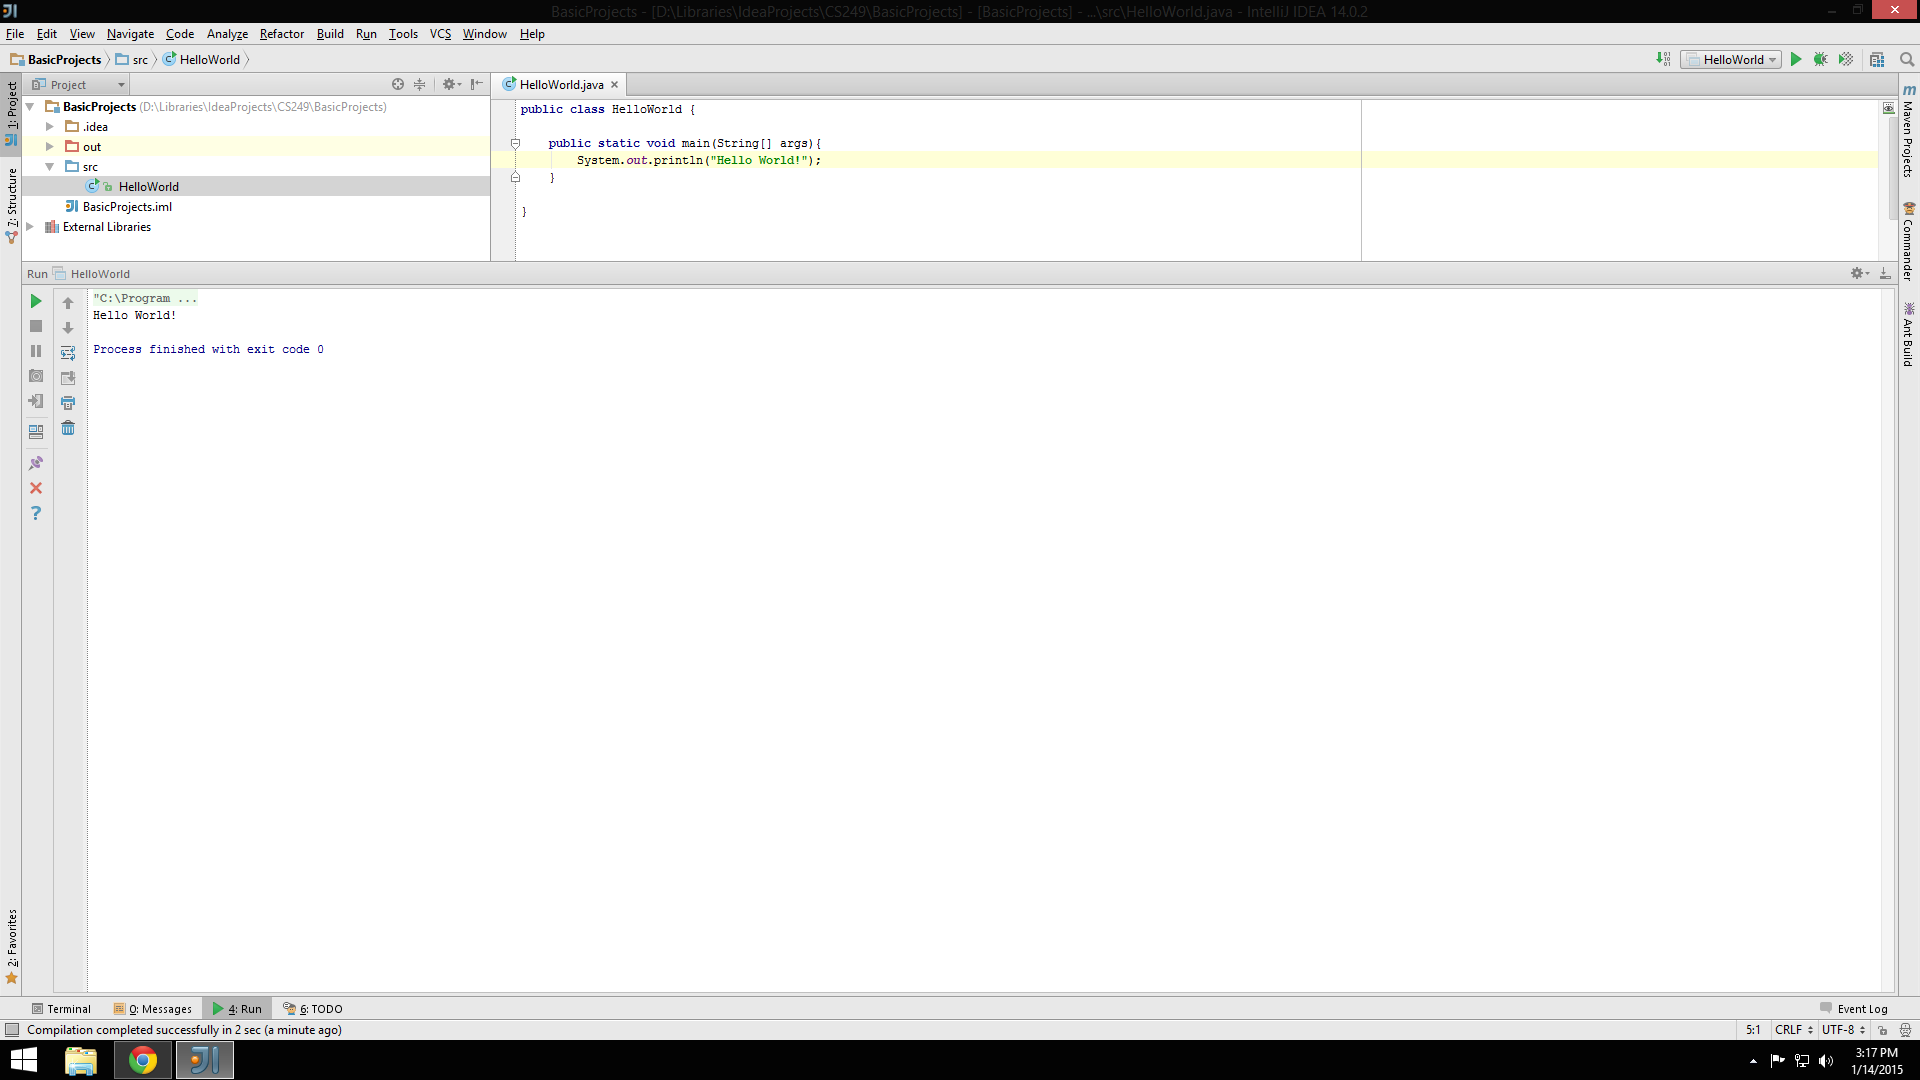 BasicProjects - [D:\Libraries\IdeaProjects\CS249\BasicProjects] - [BasicProjects] - ...\src\HelloWorld.java - IntelliJ IDEA 14.0.2
File Edit View Navigate Code Analyze Refactor Build Run Tools VCS Window Help
BasicProjects src HelloWorld
HelloWorld
1: Project
7: Structure
2: Favorites
Project
BasicProjects (D:\Libraries\IdeaProjects\CS249\BasicProjects)
.idea
out
src
HelloWorld
BasicProjects.iml
External Libraries
HelloWorld.java
public class HelloWorld {
public static void main(String[] args){
System.out.println("Hello World!");
}
}
Maven Projects
Commander
Ant Build
Run HelloWorld
"C:\Program ...
Hello World!
Process finished with exit code 0
Terminal 0: Messages 4: Run 6: TODO
Event Log
Compilation completed successfully in 2 sec (a minute ago)
5:1 CRLF UTF-8
3:17 PM
1/14/2015